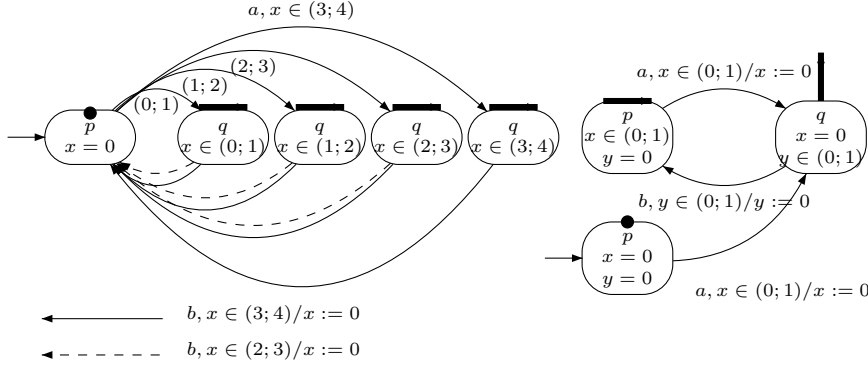 a, x ∈ (3; 4)
(2; 3)
(1; 2)
(0; 1)
p
x = 0
q
x ∈ (0; 1)
q
x ∈ (1; 2)
q
x ∈ (2; 3)
q
x ∈ (3; 4)
b, x ∈ (3; 4)/x := 0
b, x ∈ (2; 3)/x := 0
a, x ∈ (0; 1)/x := 0
p
x ∈ (0; 1)
y = 0
q
x = 0
y ∈ (0; 1)
b, y ∈ (0; 1)/y := 0
p
x = 0
y = 0
a, x ∈ (0; 1)/x := 0